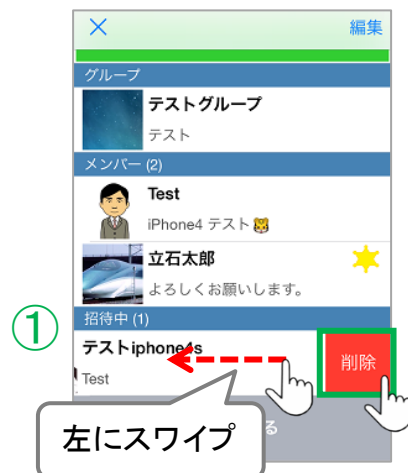 編集
グループ
テストグループ
テスト
メンバー (2)
Test
iPhone4 テスト🐯
立石太郎
よろしくお願いします。
①
招待中 (1)
テストiphone4s
Test
削除
る
左にスワイプ